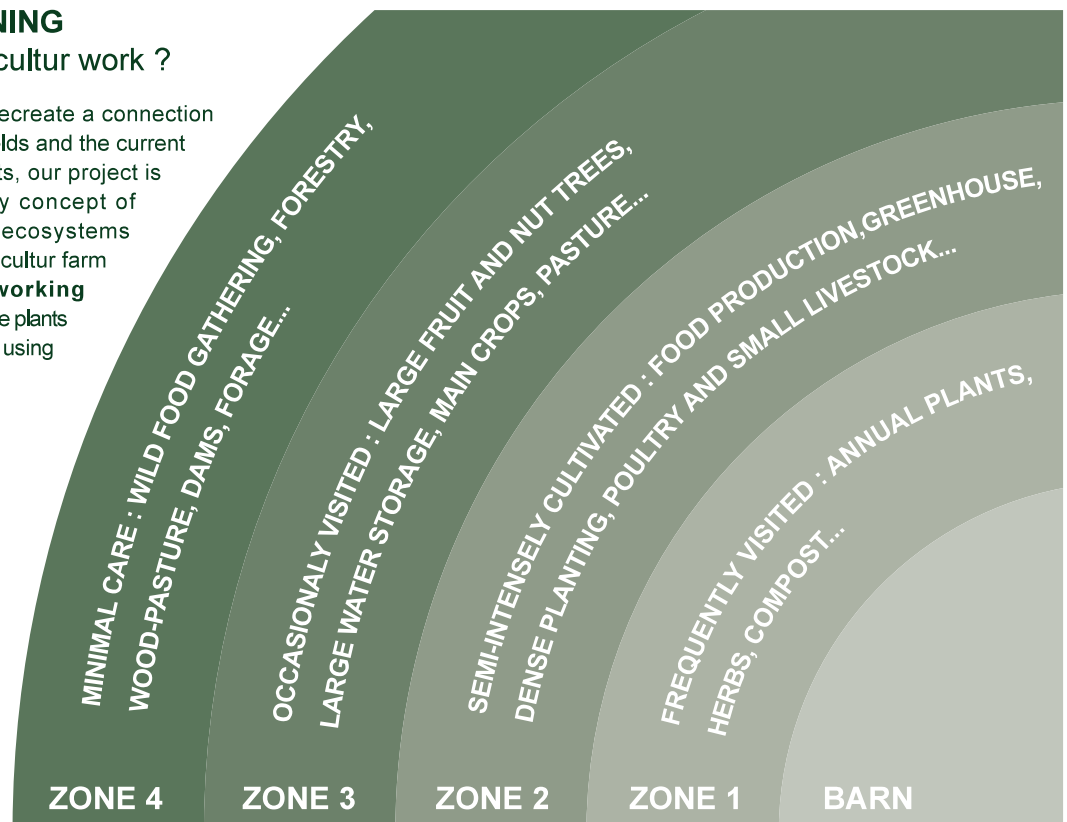 NING
cultur work ?
ecreate a connection
lds and the current
ts, our project is
y concept of
ecosystems
cultur farm
working
e plants
using
MINIMAL CARE : WILD FOOD GATHERING, FORESTRY,
WOOD-PASTURE, DAMS, FORAGE...
OCCASIONALY VISITED : LARGE FRUIT AND NUT TREES,
LARGE WATER STORAGE, MAIN CROPS, PASTURE...
SEMI-INTENSELY CULTIVATED : FOOD PRODUCTION,GREENHOUSE,
DENSE PLANTING, POULTRY AND SMALL LIVESTOCK...
FREQUENTLY VISITED : ANNUAL PLANTS,
HERBS, COMPOST...
ZONE 4 ZONE 3 ZONE 2 ZONE 1 BARN